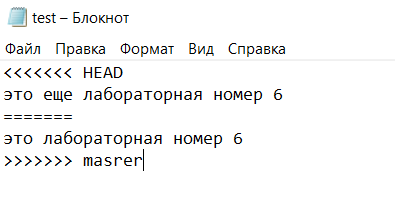 test – Блокнот
Файл Правка Формат Вид Справка
<<<<<<< HEAD
это еще лабораторная номер 6
=======
это лабораторная номер 6
>>>>>>> masrer